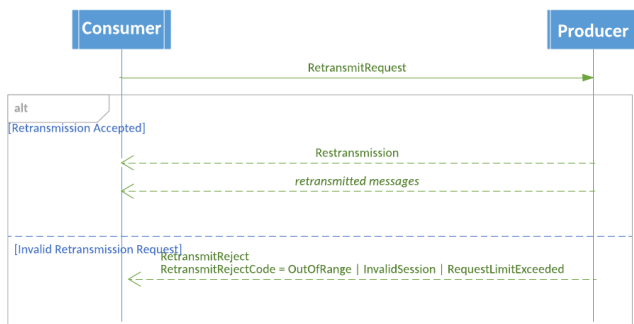 Consumer
Producer
RetransmitRequest
alt
[Retransmission Accepted]
Restransmission
retransmitted messages
[Invalid Retransmission Request]
RetransmitReject
RetransmitRejectCode = OutOfRange | InvalidSession | RequestLimitExceeded